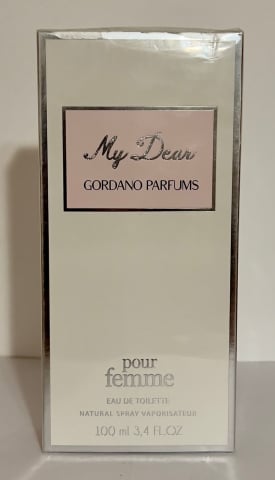 My Dear
GORDANO PARFUMS
pour
femme
EAU DE TOILETTE
NATURAL SPRAY VAPORISATEUR
100 ml 3,4 FL.OZ